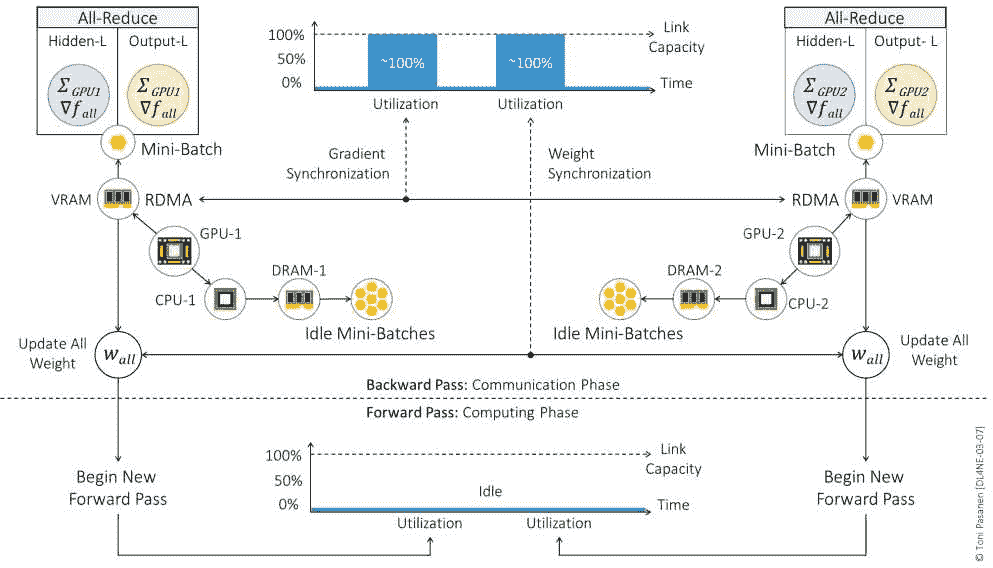 All-Reduce
Hidden-L
Output-L
Σ GPU1
∇f all
Σ GPU1
∇f all
Mini-Batch
VRAM
RDMA
GPU-1
CPU-1
DRAM-1
Idle Mini-Batches
Update All
Weight
w all
100%
50%
0%
~100%
~100%
Link
Capacity
Time
Utilization
Utilization
Gradient
Synchronization
Weight
Synchronization
All-Reduce
Hidden-L
Output- L
Σ GPU2
∇f all
Σ GPU2
∇f all
Mini-Batch
RDMA
VRAM
GPU-2
DRAM-2
CPU-2
Idle Mini-Batches
Update All
Weight
w all
Backward Pass: Communication Phase
Forward Pass: Computing Phase
Begin New
Forward Pass
100%
50%
0%
Idle
Link
Capacity
Time
Utilization
Utilization
Begin New
Forward Pass
© Toni Pasanen [DL4NE-03-07]